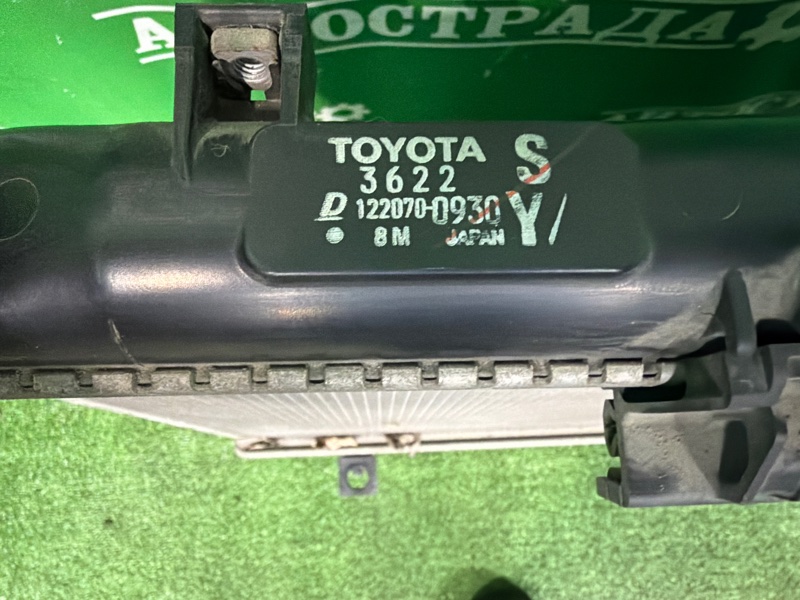 АВТОСТРАДА
TOYOTA S
3622
D 122070-0930 Y/
8M JAPAN